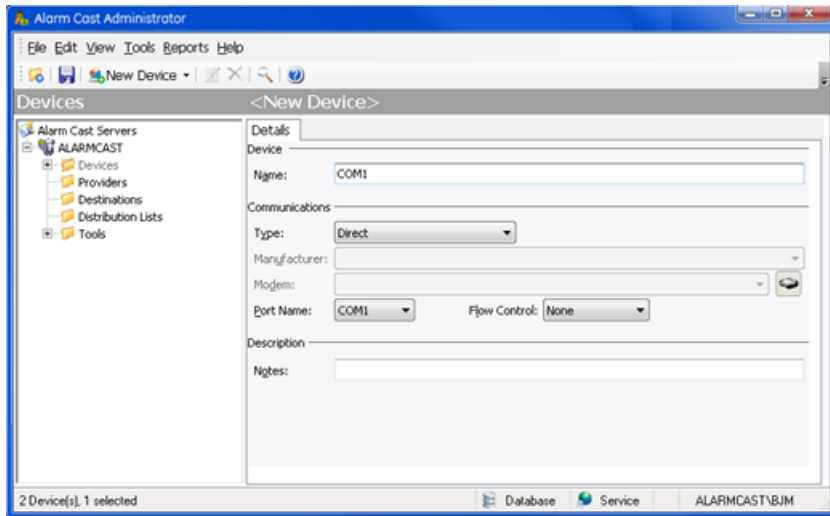 Alarm Cast Administrator
File Edit View Tools Reports Help
New Device
Devices
<New Device>
Alarm Cast Servers
ALARMCAST
Devices
Providers
Destinations
Distribution Lists
Tools
Details
Device
Name: COM1
Communications
Type: Direct
Manufacturer:
Modem:
Port Name: COM1 Flow Control: None
Description
Notes:
2 Device(s), 1 selected Database Service ALARMCAST\BJM